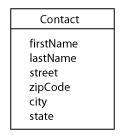 Contact
firstName
lastName
street
zipCode
city
state